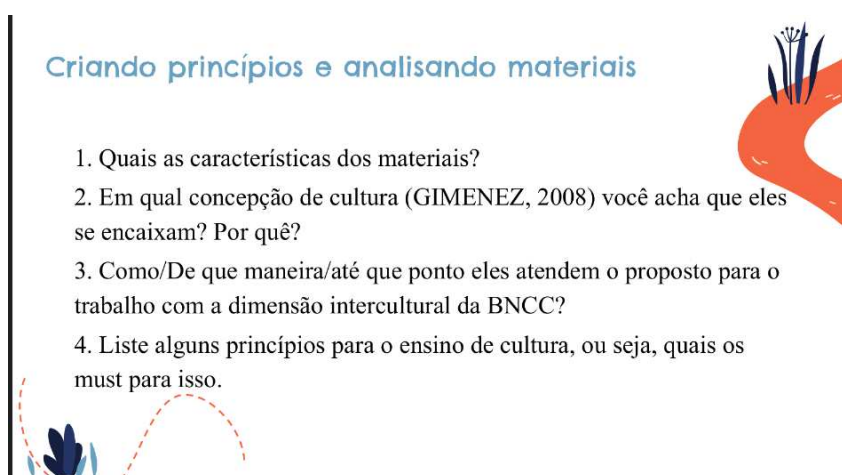 Criando princípios e analisando materiais
1. Quais as características dos materiais?
2. Em qual concepção de cultura (GIMENEZ, 2008) você acha que eles
se encaixam? Por quê?
3. Como/De que maneira/até que ponto eles atendem o proposto para o
trabalho com a dimensão intercultural da BNCC?
4. Liste alguns princípios para o ensino de cultura, ou seja, quais os
must para isso.